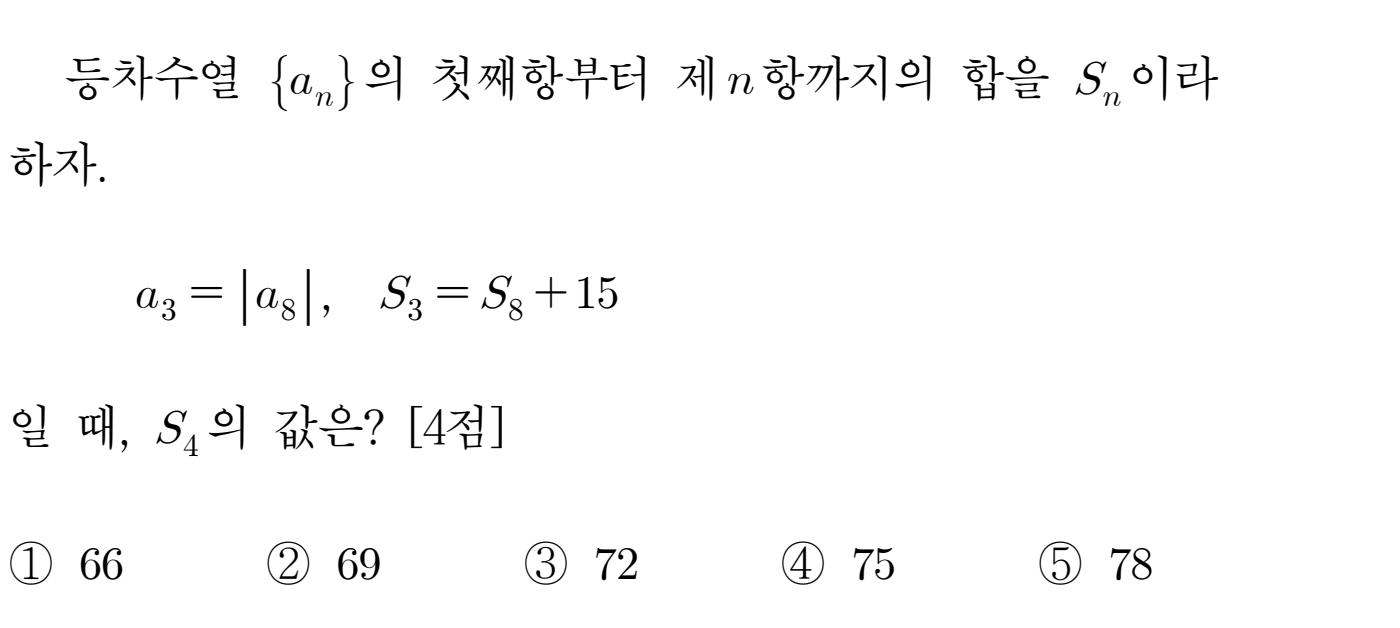 등차수열 {aₙ}의 첫째항부터 제n항까지의 합을 Sₙ이라
하자.
a₃ = |a₈|, S₃ = S₈ + 15
일 때, S₄의 값은? [4점]
① 66 ② 69 ③ 72 ④ 75 ⑤ 78